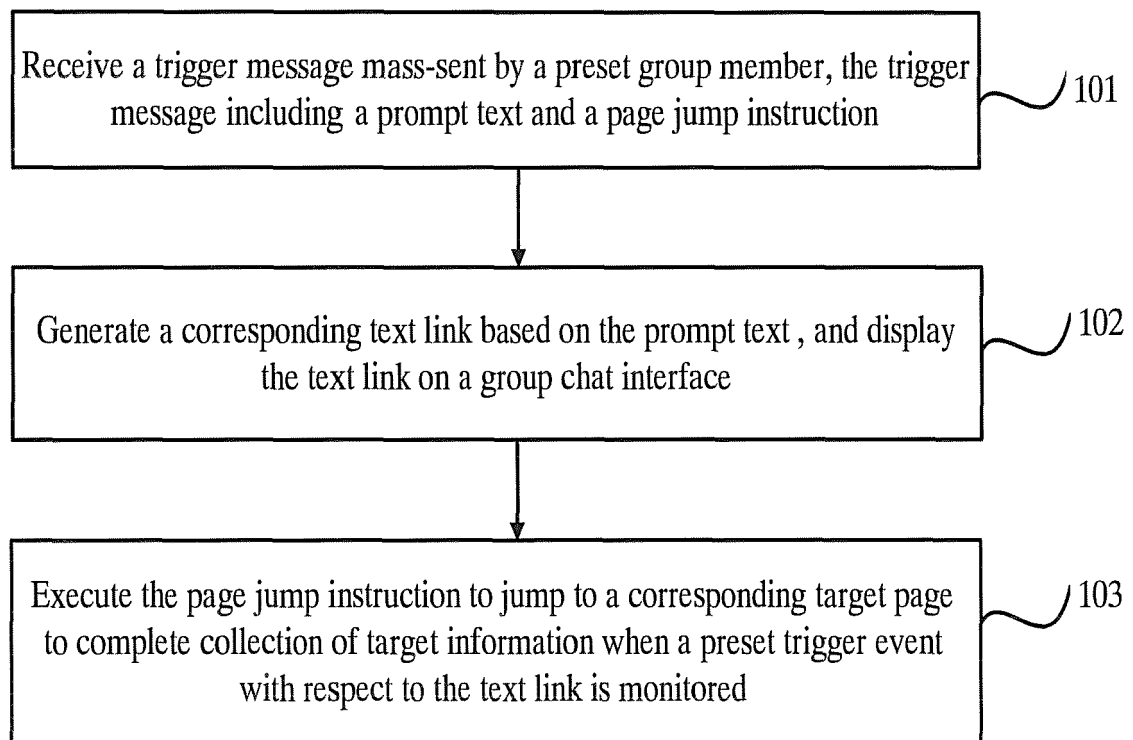 Receive a trigger message mass-sent by a preset group member, the trigger
message including a prompt text and a page jump instruction
101
Generate a corresponding text link based on the prompt text , and display
the text link on a group chat interface
102
Execute the page jump instruction to jump to a corresponding target page
to complete collection of target information when a preset trigger event
with respect to the text link is monitored
103